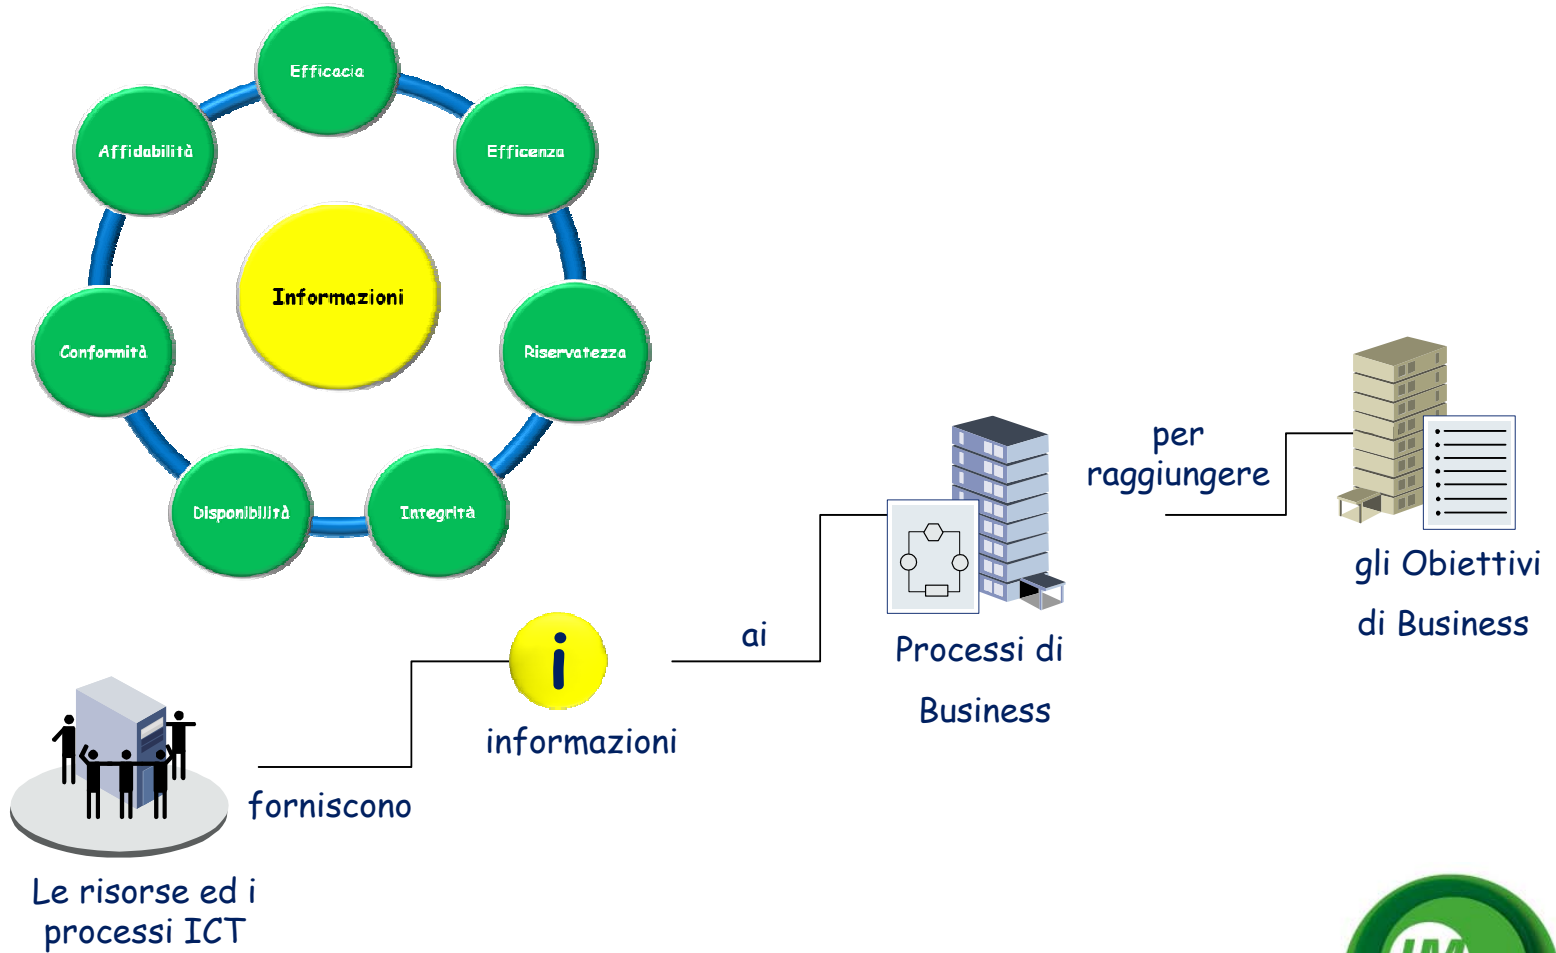 Efficacia
Affidabilità
Efficenza
Informazioni
Conformità
Riservatezza
Disponibilità
Integrità
Le risorse ed i
processi ICT
forniscono
i
informazioni
ai
Processi di
Business
per
raggiungere
gli Obiettivi
di Business